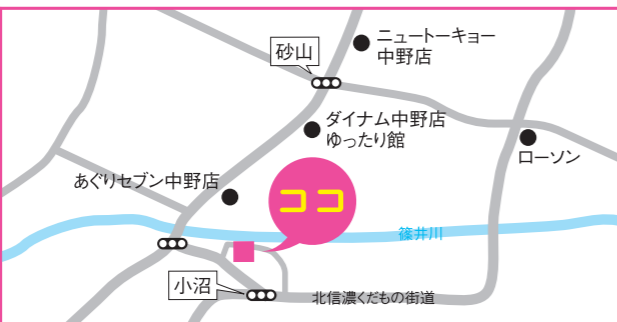 ニュートーキョー
中野店
砂山
ダイナム中野店
ゆったり館
ローソン
あぐりセブン中野店
ココ
篠井川
小沼
北信濃くだもの街道